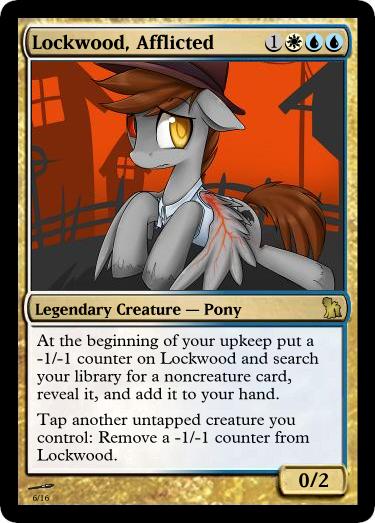 Lockwood, Afflicted 1
Legendary Creature — Pony
At the beginning of your upkeep put a
-1/-1 counter on Lockwood and search
your library for a noncreature card,
reveal it, and add it to your hand.
Tap another untapped creature you
control: Remove a -1/-1 counter from
Lockwood.
0/2
6/16